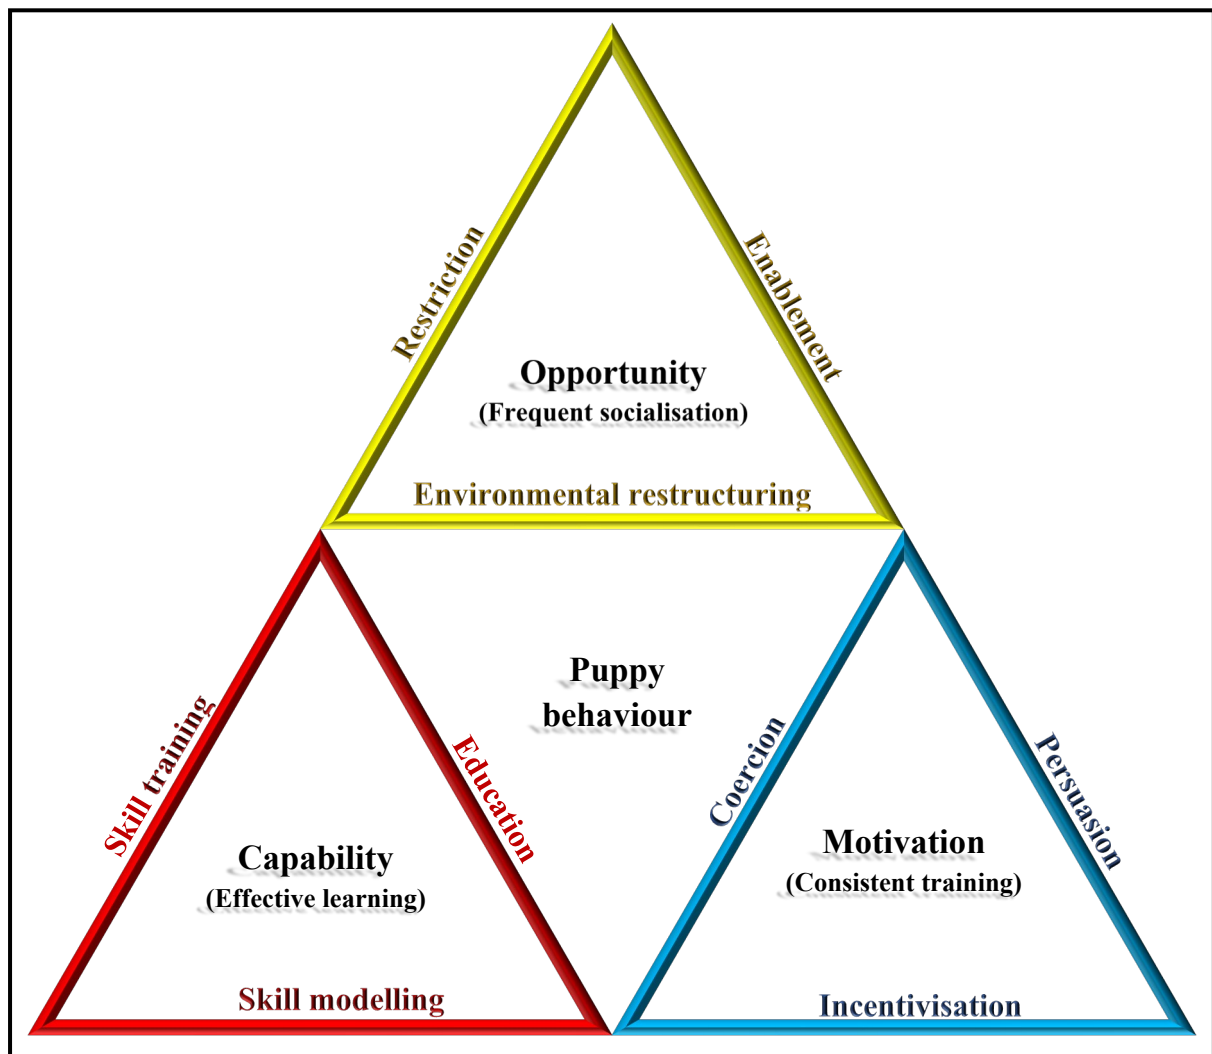 Restriction
Enablement
Opportunity
(Frequent socialisation)
Environmental restructuring
Puppy
behaviour
Skill training
Education
Capability
(Effective learning)
Skill modelling
Coercion
Persuasion
Motivation
(Consistent training)
Incentivisation